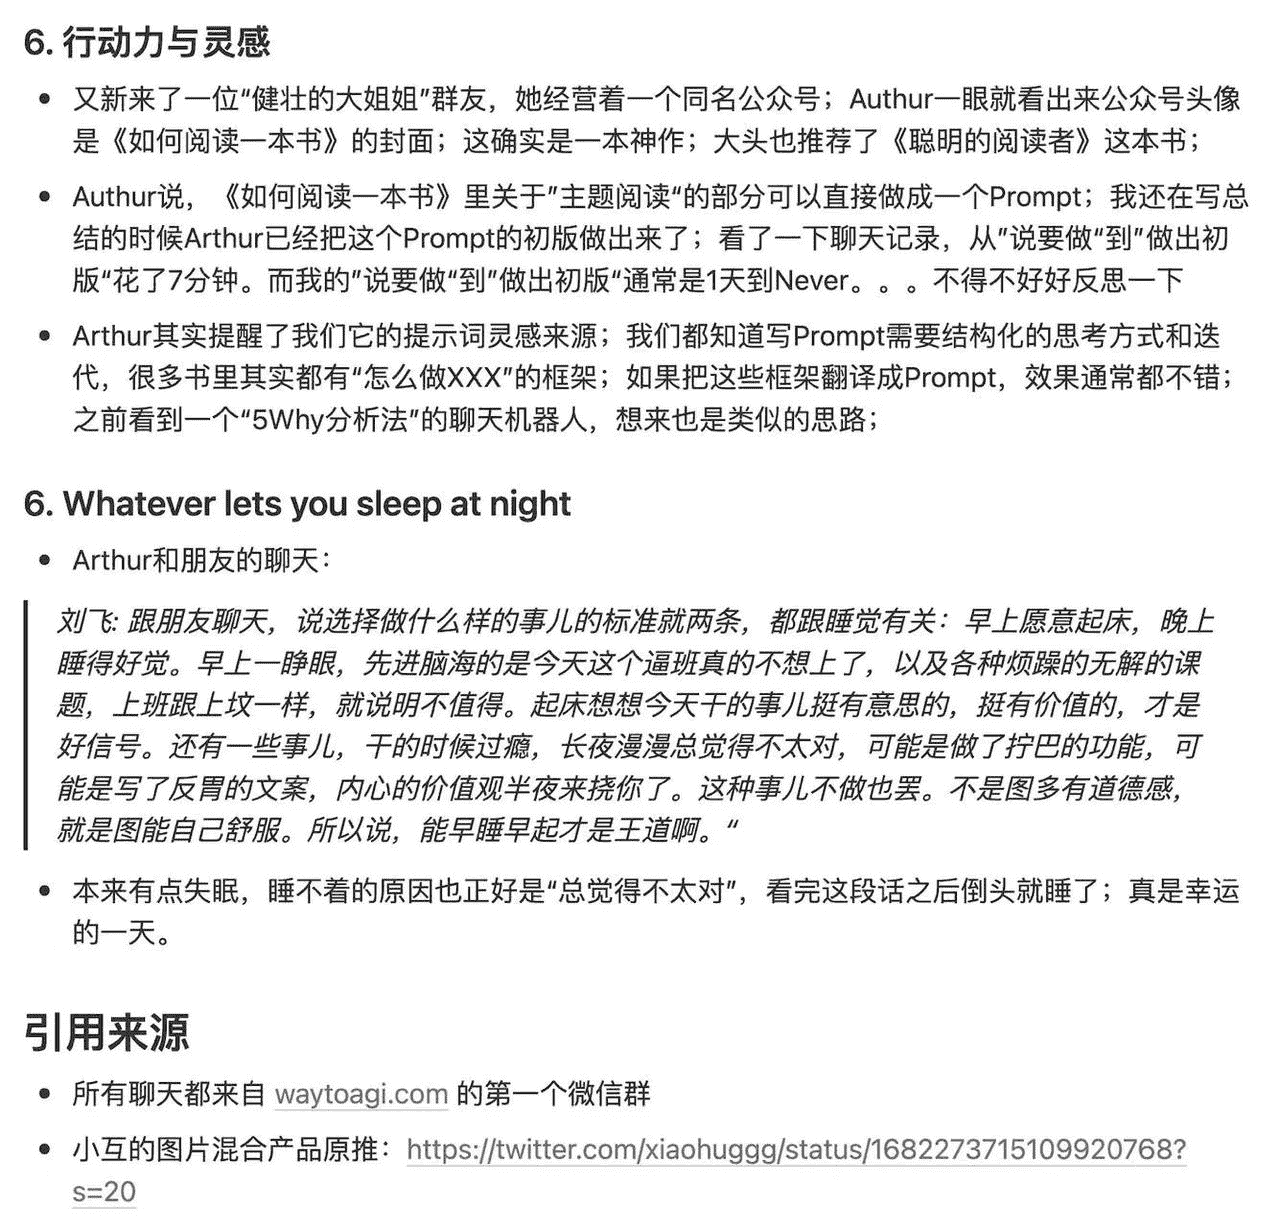 6. 行动力与灵感
• 又新来了一位“健壮的大姐姐”群友，她经营着一个同名公众号；Authur一眼就看出来公众号头像
是《如何阅读一本书》的封面；这确实是一本神作；大头也推荐了《聪明的阅读者》这本书；
• Authur说，《如何阅读一本书》里关于”主题阅读“的部分可以直接做成一个Prompt；我还在写总
结的时候Arthur已经把这个Prompt的初版做出来了；看了一下聊天记录，从”说要做“到”做出初
版“花了7分钟。而我的”说要做“到”做出初版“通常是1天到Never。。。不得不好好反思一下
• Arthur其实提醒了我们它的提示词灵感来源；我们都知道写Prompt需要结构化的思考方式和迭
代，很多书里其实都有“怎么做XXX”的框架；如果把这些框架翻译成Prompt，效果通常都不错；
之前看到一个“5Why分析法”的聊天机器人，想来也是类似的思路；
6. Whatever lets you sleep at night
• Arthur和朋友的聊天：
刘飞: 跟朋友聊天，说选择做什么样的事儿的标准就两条，都跟睡觉有关：早上愿意起床，晚上
睡得好觉。早上一睁眼，先进脑海的是今天这个逼班真的不想上了，以及各种烦躁的无解的课
题，上班跟上坟一样，就说明不值得。起床想想今天干的事儿挺有意思的，挺有价值的，才是
好信号。还有一些事儿，干的时候过瘾，长夜漫漫总觉得不太对，可能是做了拧巴的功能，可
能是写了反胃的文案，内心的价值观半夜来挠你了。这种事儿不做也罢。不是图多有道德感，
就是图能自己舒服。所以说，能早睡早起才是王道啊。“
• 本来有点失眠，睡不着的原因也正好是“总觉得不太对”，看完这段话之后倒头就睡了；真是幸运
的一天。
引用来源
• 所有聊天都来自 waytoagi.com 的第一个微信群
• 小互的图片混合产品原推：https://twitter.com/xiaohuggg/status/1682273715109920768?
s=20